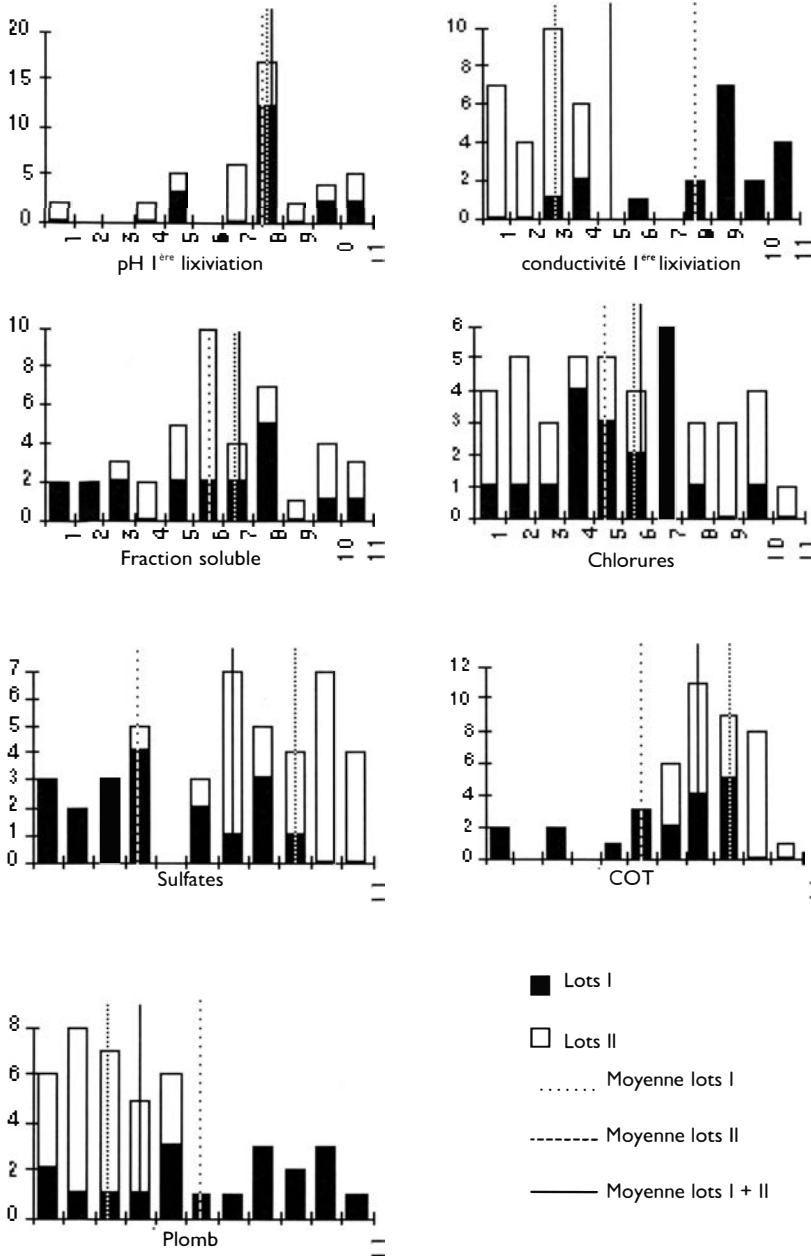 20
15
10
5
0
1 2 3 4 5 6 7 8 9 0 11
pH 1ère lixiviation
10
8
6
4
2
0
1 2 3 4 5 6 7 8 9 10 11
conductivité 1ère lixiviation
10
8
6
4
2
0
1 2 3 4 5 6 7 8 9 10 11
Fraction soluble
6
5
4
3
2
1
0
1 2 3 4 5 6 7 8 9 10 11
Chlorures
7
6
5
4
3
2
1
0
Sulfates
12
10
8
6
4
2
0
COT
8
6
4
2
0
Plomb
Lots I
Lots II
Moyenne lots I
Moyenne lots II
Moyenne lots I + II